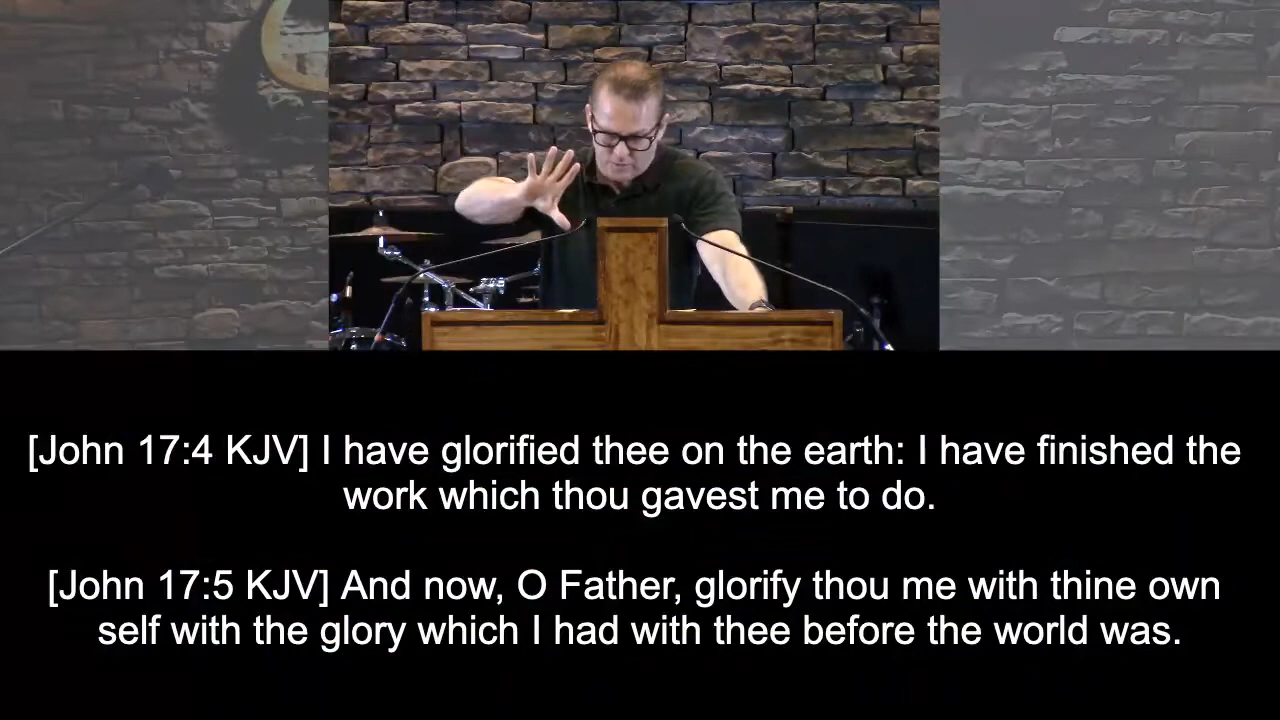 [John 17:4 KJV] I have glorified thee on the earth: I have finished the
work which thou gavest me to do.
[John 17:5 KJV] And now, O Father, glorify thou me with thine own
self with the glory which I had with thee before the world was.